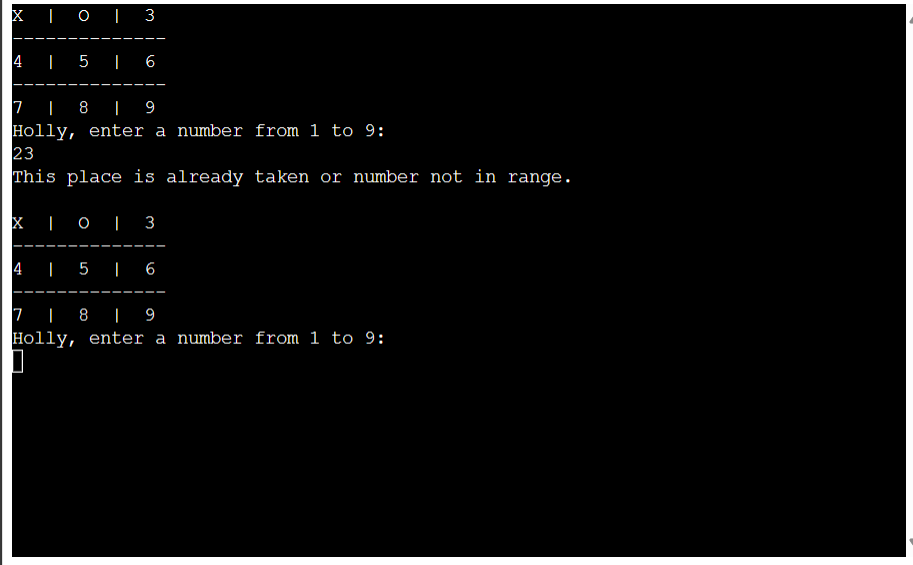 X  |  O  |  3
--------------
4  |  5  |  6
--------------
7  |  8  |  9
Holly, enter a number from 1 to 9:
23
This place is already taken or number not in range.
X  |  O  |  3
--------------
4  |  5  |  6
--------------
7  |  8  |  9
Holly, enter a number from 1 to 9: